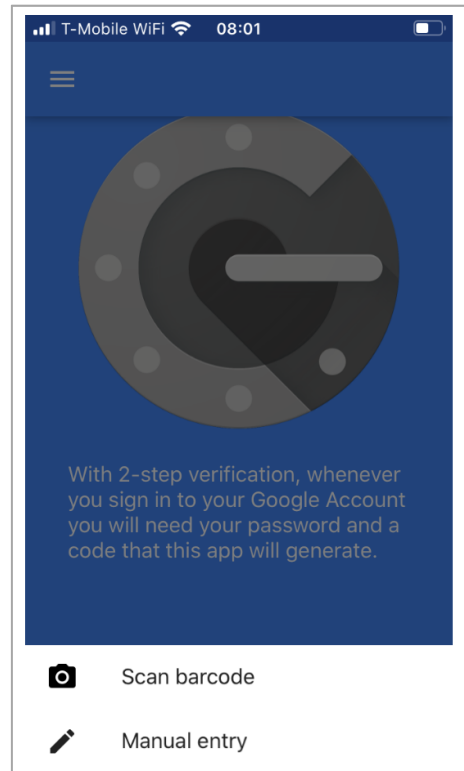 T-Mobile WiFi 08:01
With 2-step verification, whenever
you sign in to your Google Account
you will need your password and a
code that this app will generate.
Scan barcode
Manual entry